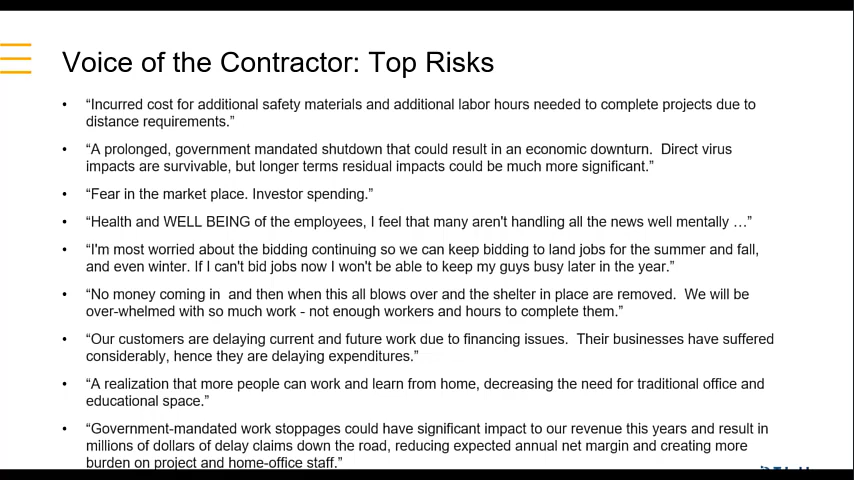 Voice of the Contractor: Top Risks
• “Incurred cost for additional safety materials and additional labor hours needed to complete projects due to
distance requirements.”
• “A prolonged, government mandated shutdown that could result in an economic downturn.  Direct virus
impacts are survivable, but longer terms residual impacts could be much more significant.”
• “Fear in the market place. Investor spending.”
• “Health and WELL BEING of the employees, I feel that many aren't handling all the news well mentally …”
• “I'm most worried about the bidding continuing so we can keep bidding to land jobs for the summer and fall,
and even winter. If I can't bid jobs now I won't be able to keep my guys busy later in the year.”
• “No money coming in  and then when this all blows over and the shelter in place are removed.  We will be
over-whelmed with so much work - not enough workers and hours to complete them.”
• “Our customers are delaying current and future work due to financing issues.  Their businesses have suffered
considerably, hence they are delaying expenditures.”
• “A realization that more people can work and learn from home, decreasing the need for traditional office and
educational space.”
• “Government-mandated work stoppages could have significant impact to our revenue this years and result in
millions of dollars of delay claims down the road, reducing expected annual net margin and creating more
burden on project and home-office staff.”